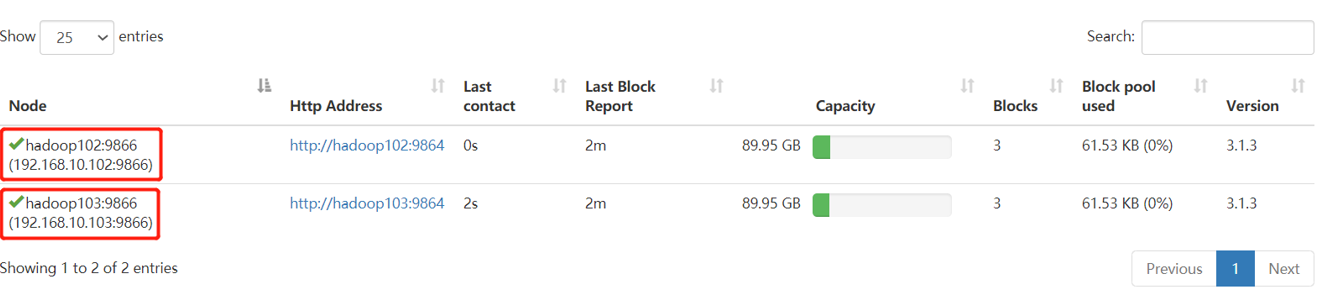 Show 25 entries Search:
Node Http Address Last contact Last Block Report Capacity Blocks Block pool used Version
hadoop102:9866 http://hadoop102:9864 0s 2m 89.95 GB 3 61.53 KB (0%) 3.1.3
(192.168.10.102:9866)
hadoop103:9866 http://hadoop103:9864 2s 2m 89.95 GB 3 61.53 KB (0%) 3.1.3
(192.168.10.103:9866)
Showing 1 to 2 of 2 entries Previous 1 Next